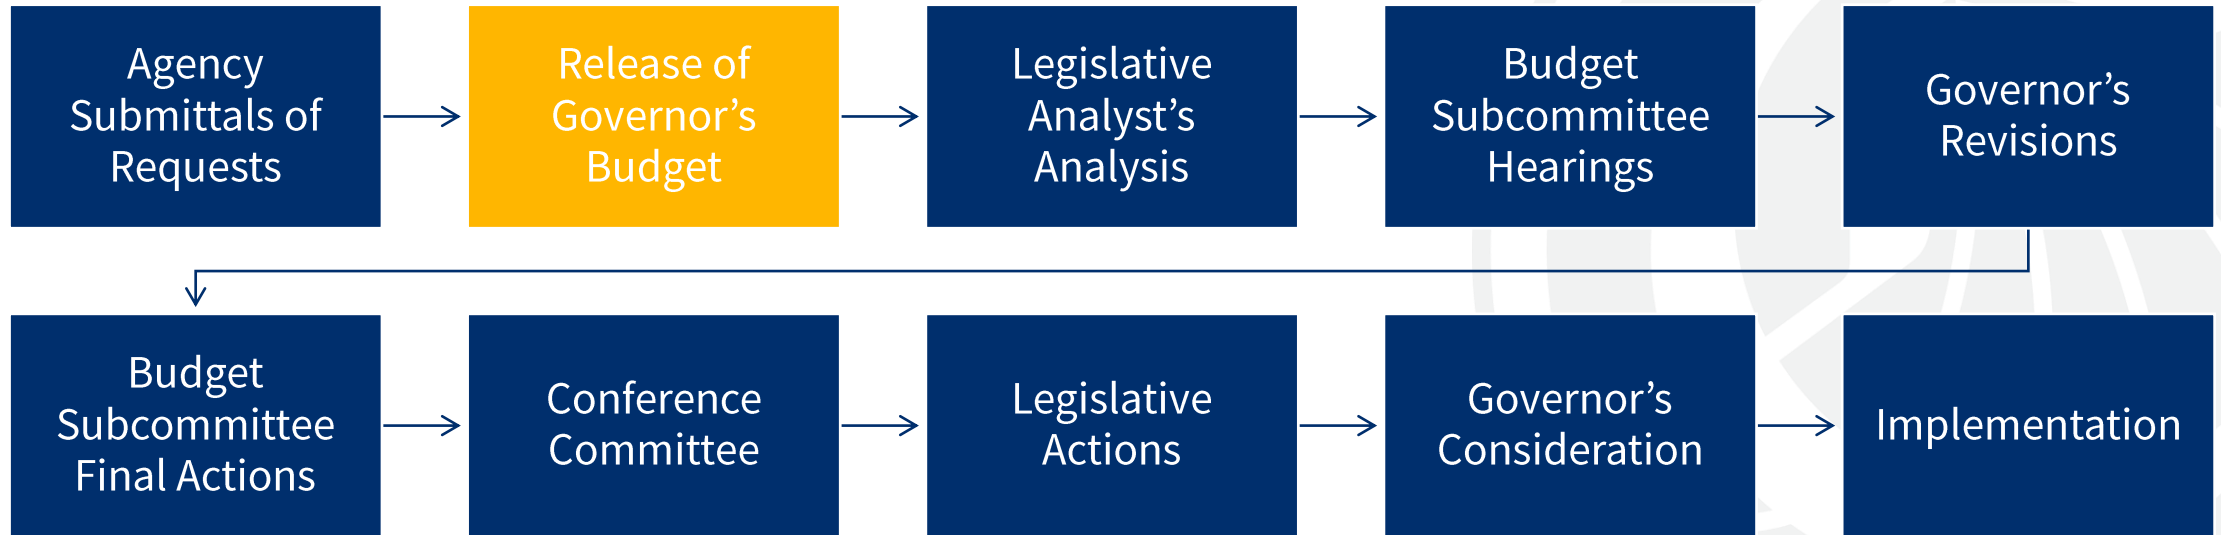 Agency
Submittals of
Requests
Release of
Governor’s
Budget
Legislative
Analyst’s
Analysis
Budget
Subcommittee
Hearings
Governor’s
Revisions
Budget
Subcommittee
Final Actions
Conference
Committee
Legislative
Actions
Governor’s
Consideration
Implementation